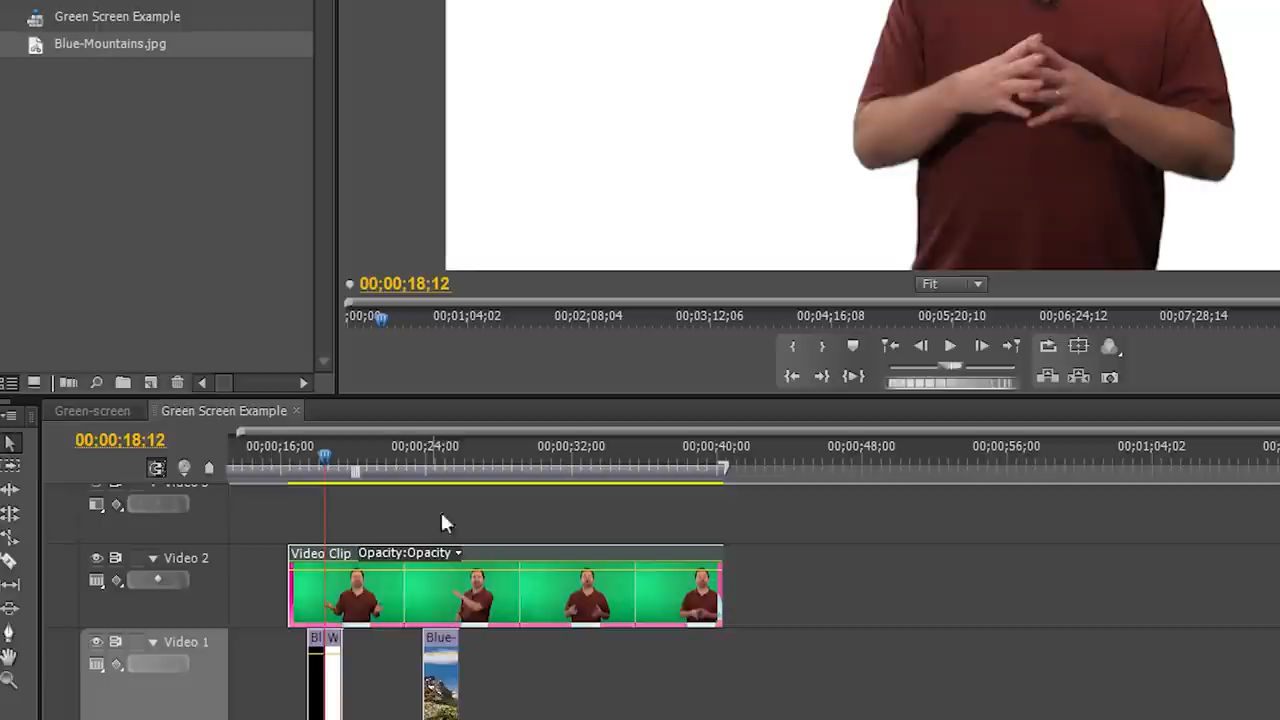 Green Screen Example
Blue-Mountains.jpg
00;00;18;12
Fit
;00;00 00;01;04;02 00;02;08;04 00;03;12;06 00;04;16;08 00;05;20;10 00;06;24;12 00;07;28;14
Green-screen Green Screen Example
00;00;18;12
00;00;16;00 00;00;24;00 00;00;32;00 00;00;40;00 00;00;48;00 00;00;56;00 00;01;04;02 00;
Video Clip Opacity:Opacity
Video 2
Video 1
Bl W Blue-